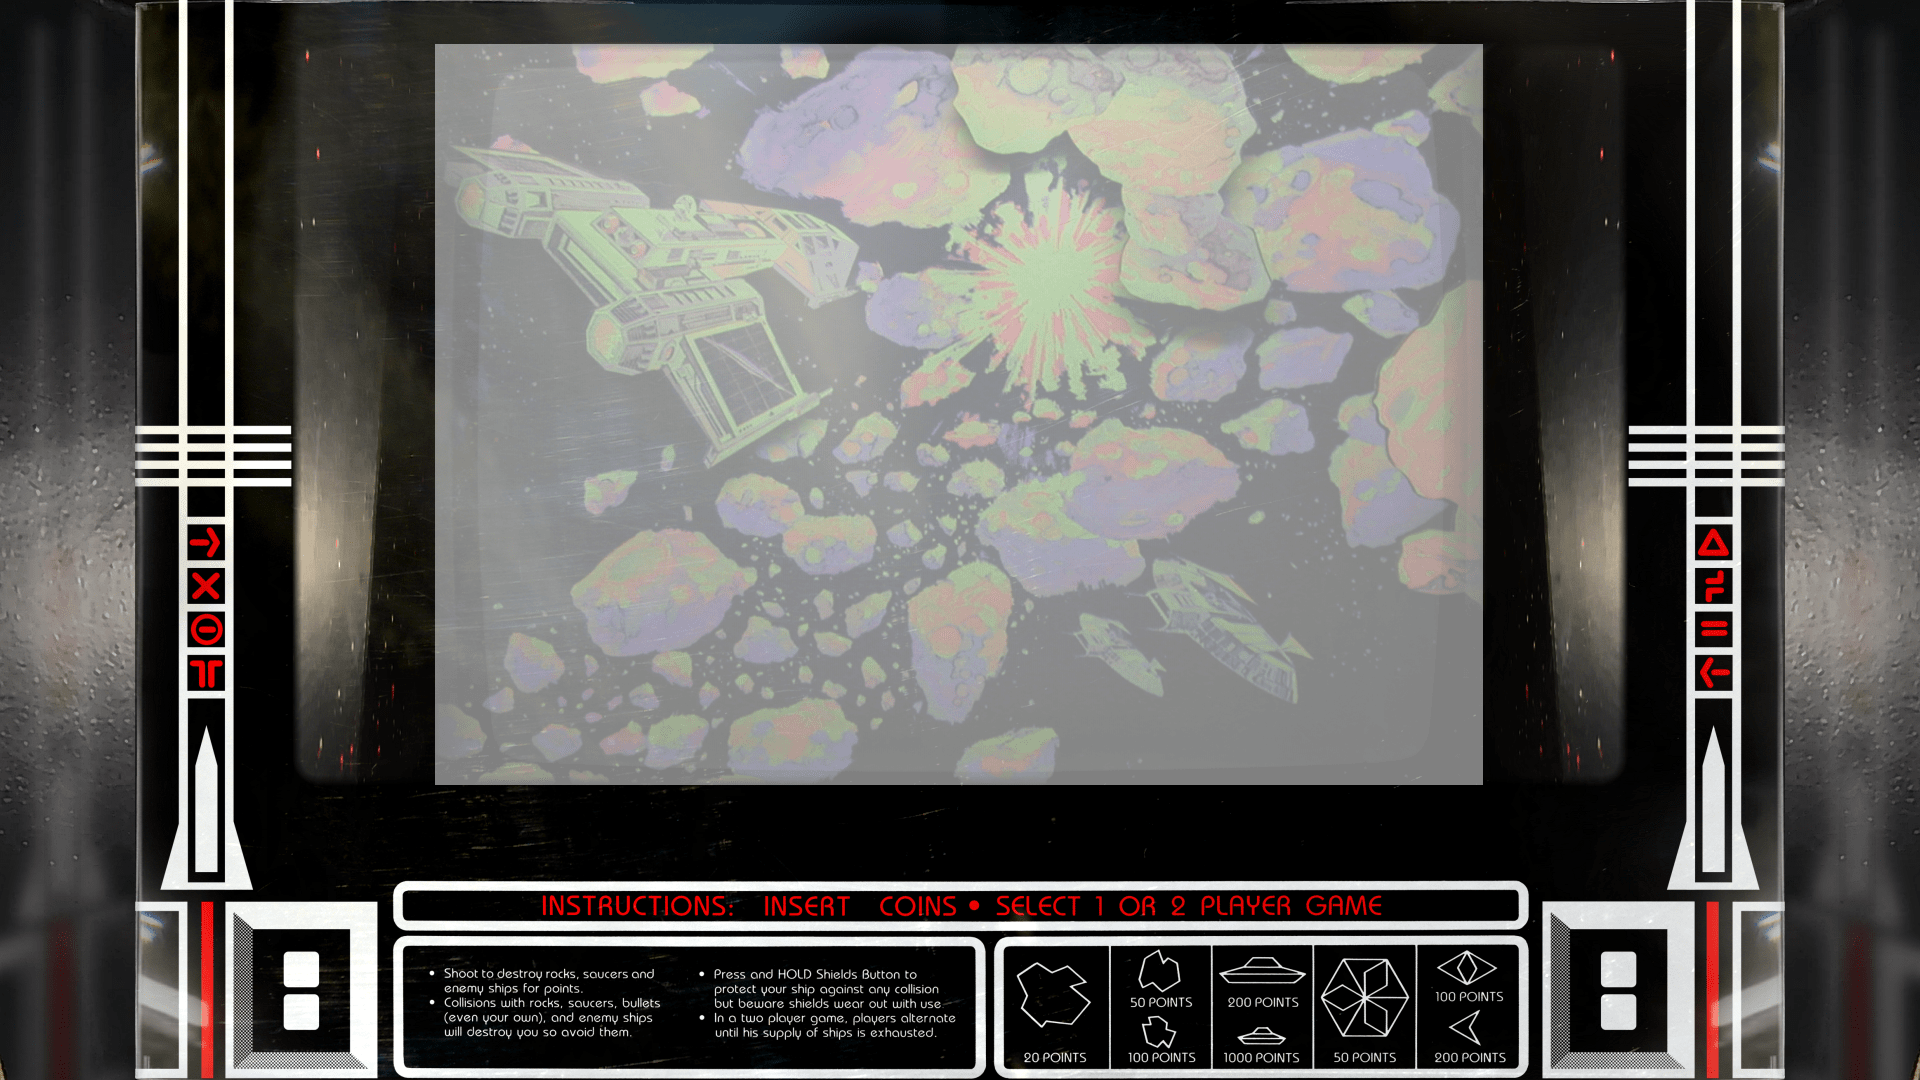 INSTRUCTIONS: INSERT COINS • SELECT 1 OR 2 PLAYER GAME
• Shoot to destroy rocks, saucers and
enemy ships for points.
• Collisions with rocks, saucers, bullets
(even your own), and enemy ships
will destroy you so avoid them.
• Press and HOLD Shields Button to
protect your ship against any collision
but beware shields wear out with use.
• In a two player game, players alternate
until his supply of ships is exhausted.
20 POINTS
50 POINTS
100 POINTS
200 POINTS
1000 POINTS
50 POINTS
100 POINTS
200 POINTS